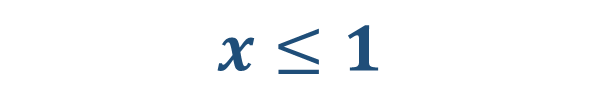 x ≤ 1